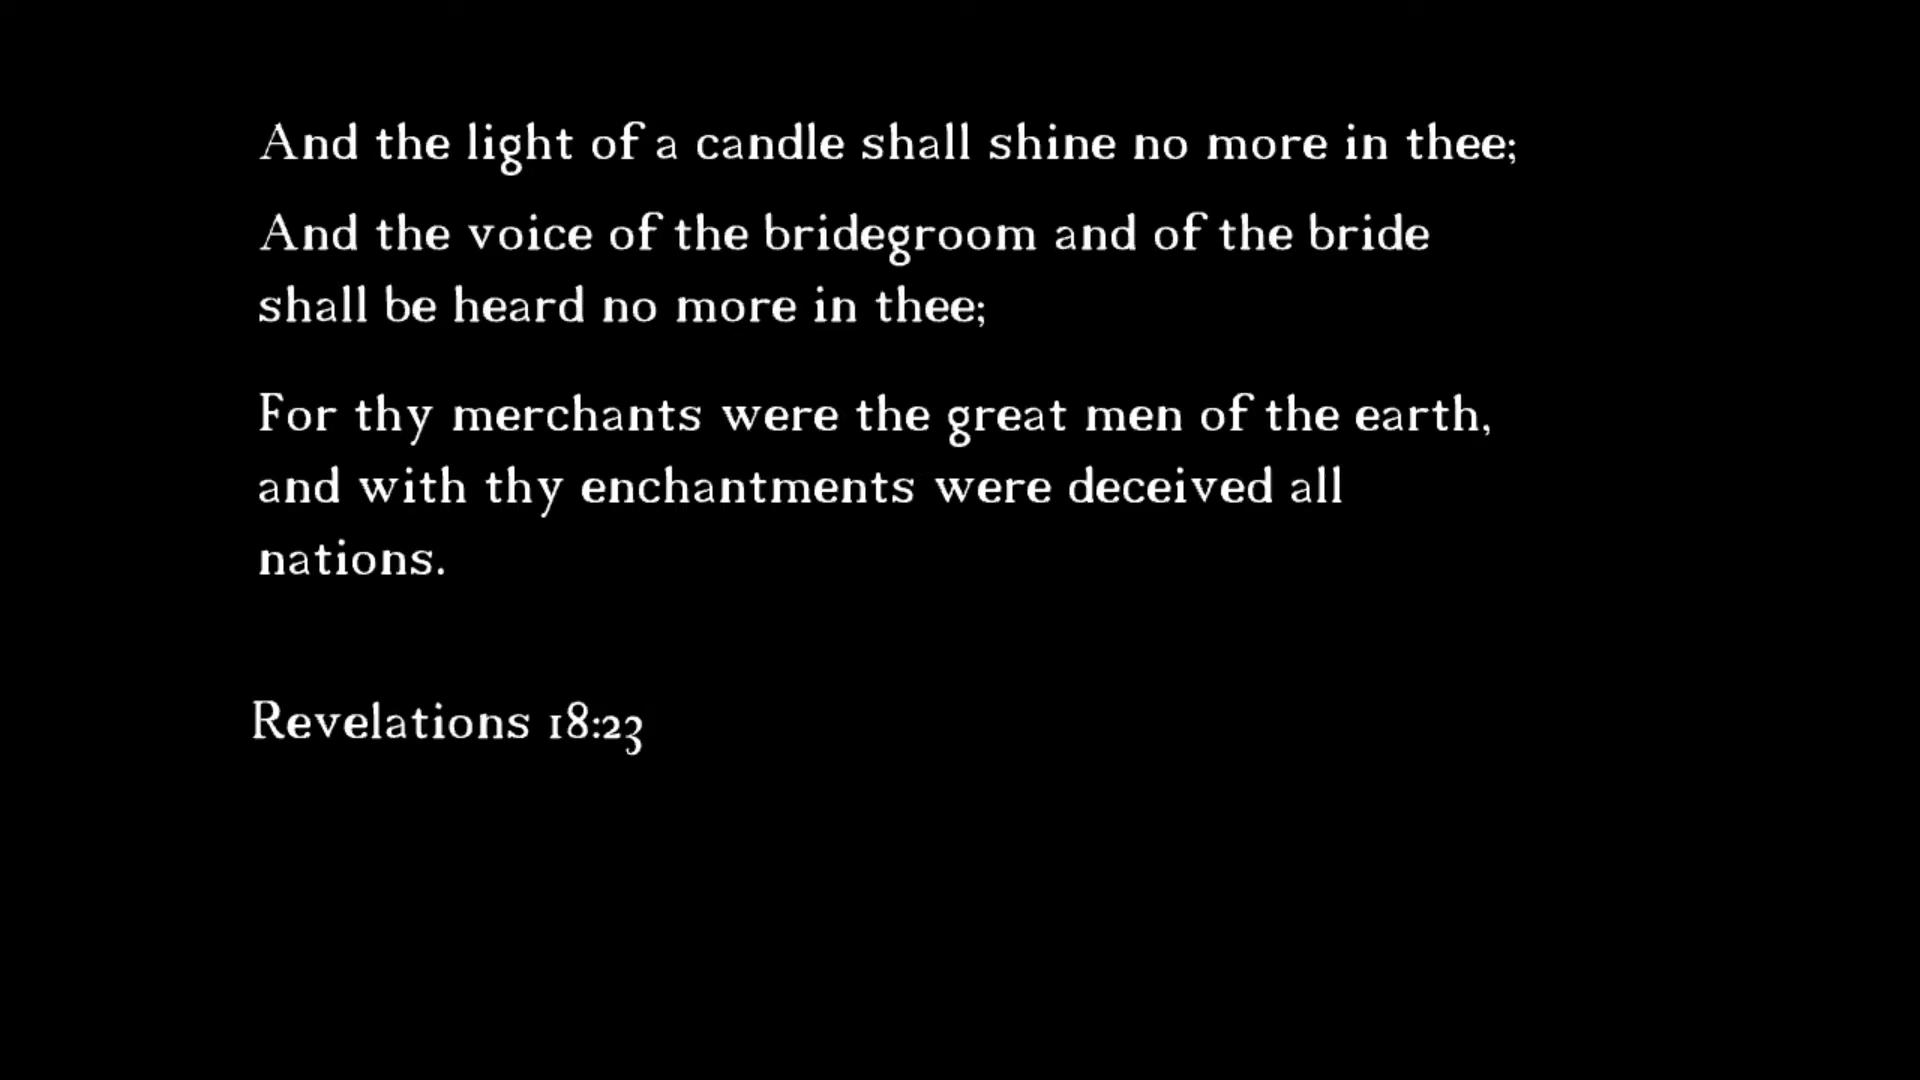 And the light of a candle shall shine no more in thee;
And the voice of the bridegroom and of the bride
shall be heard no more in thee;
For thy merchants were the great men of the earth,
and with thy enchantments were deceived all
nations.
Revelations 18:23